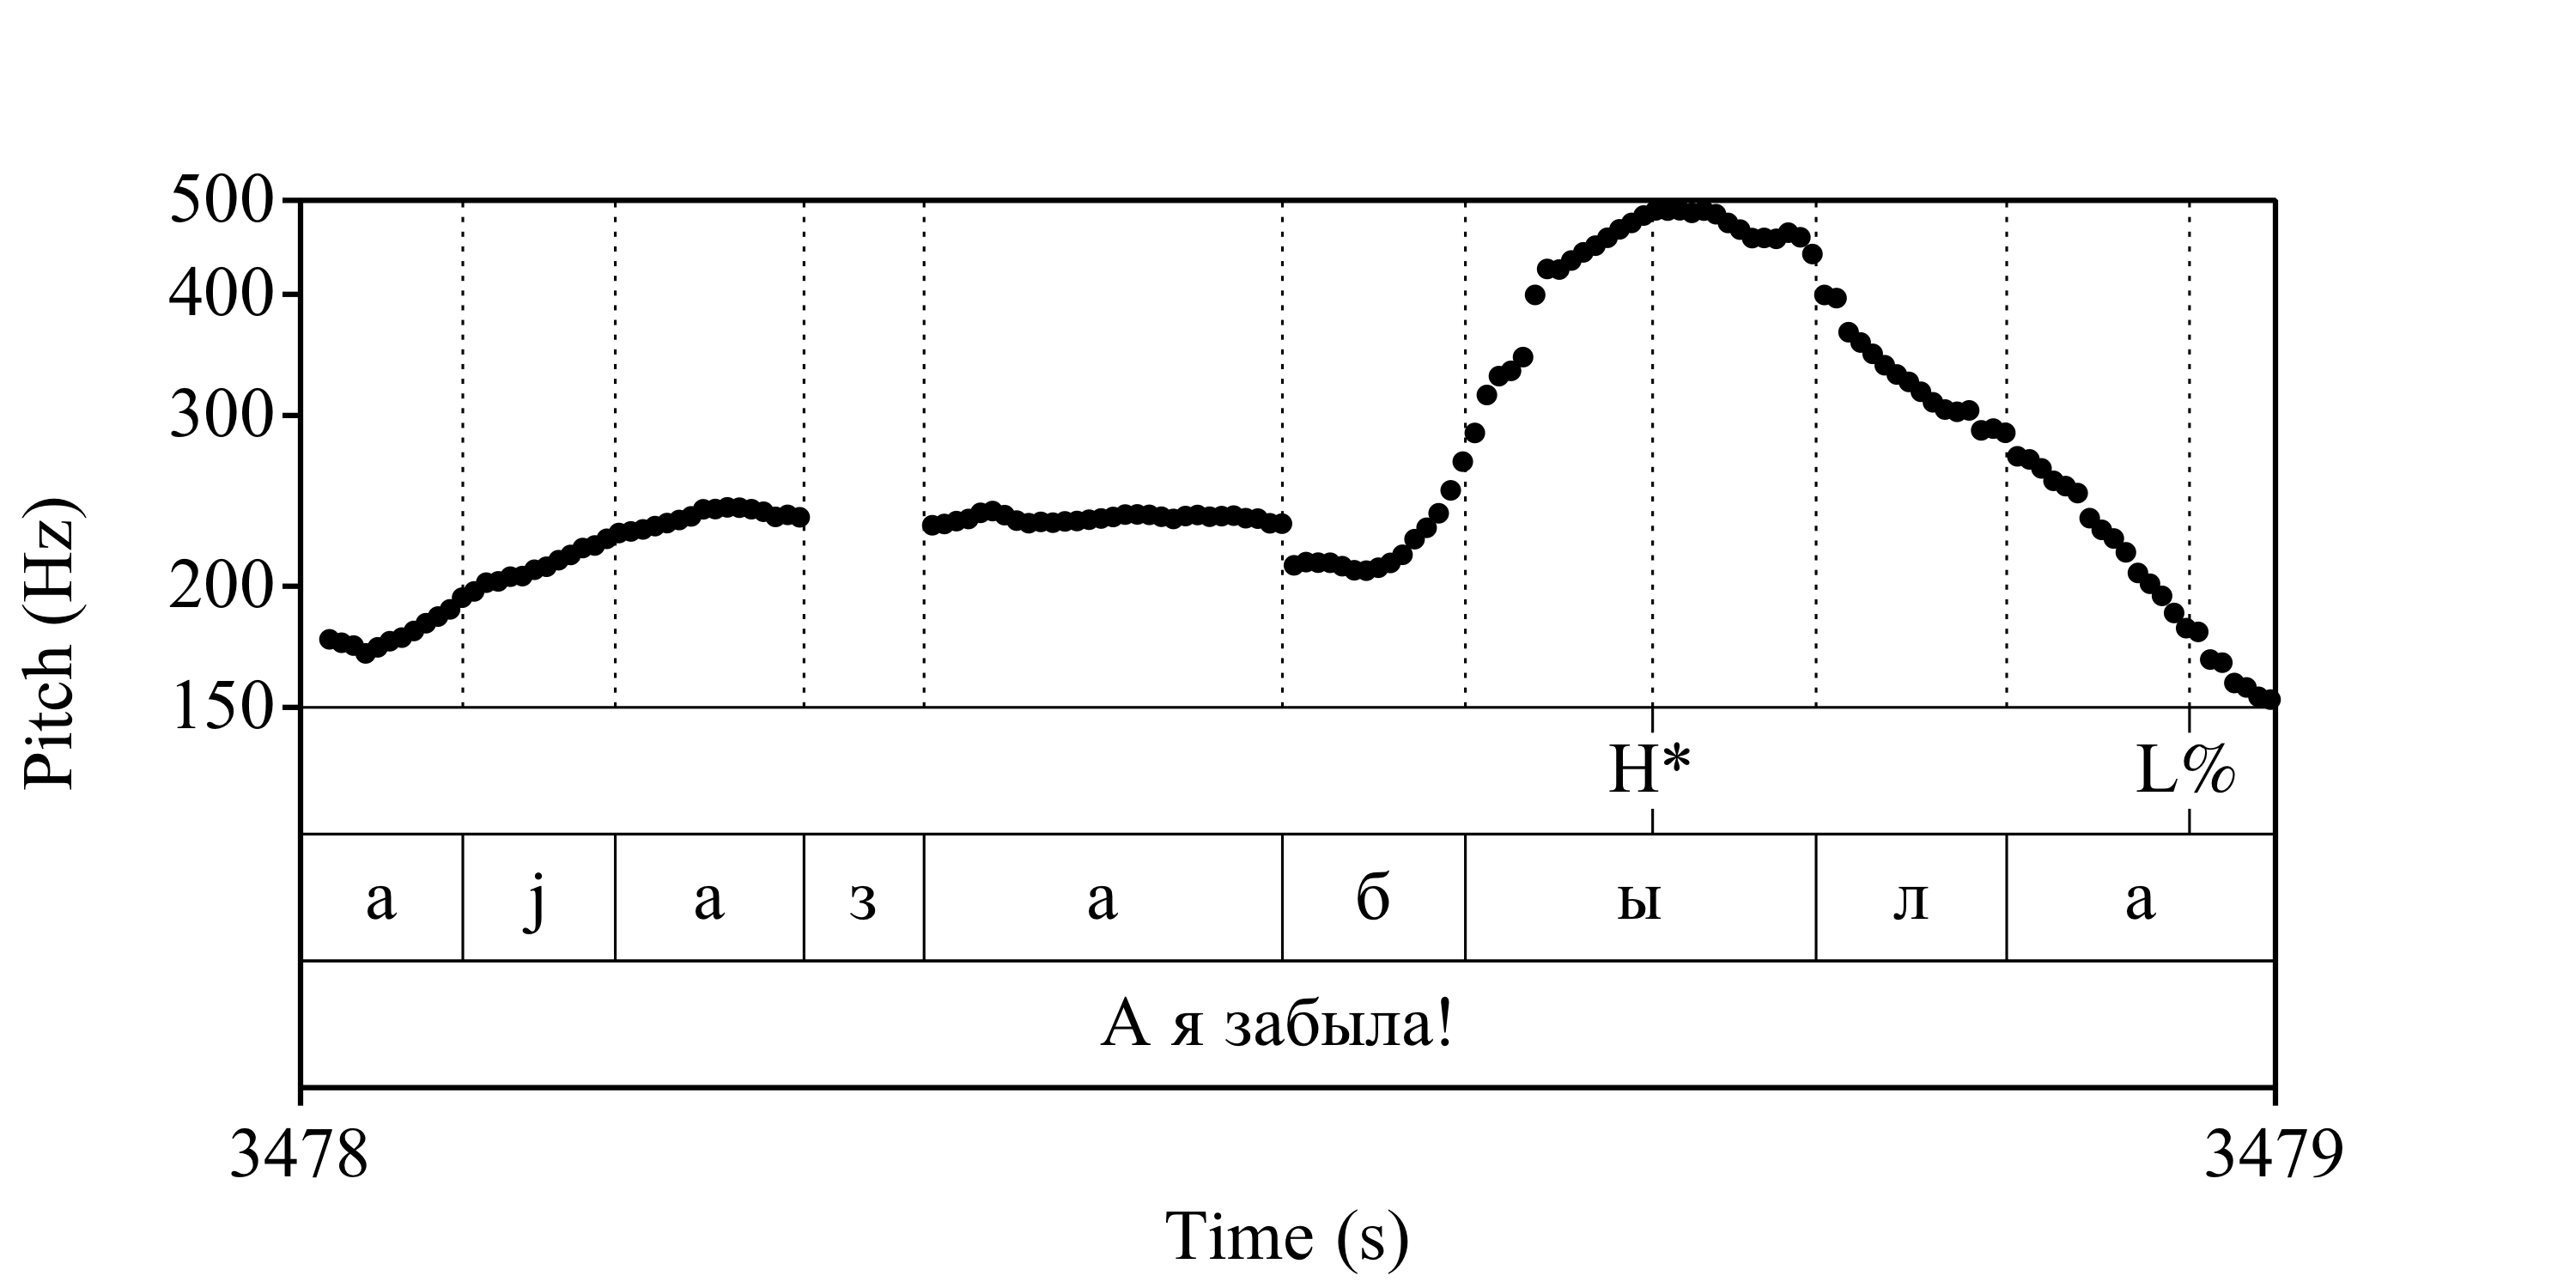 Pitch (Hz)
500
400
300
200
150
H* L%
а j а з а б ы л а
А я забыла!
3478 3479
Time (s)